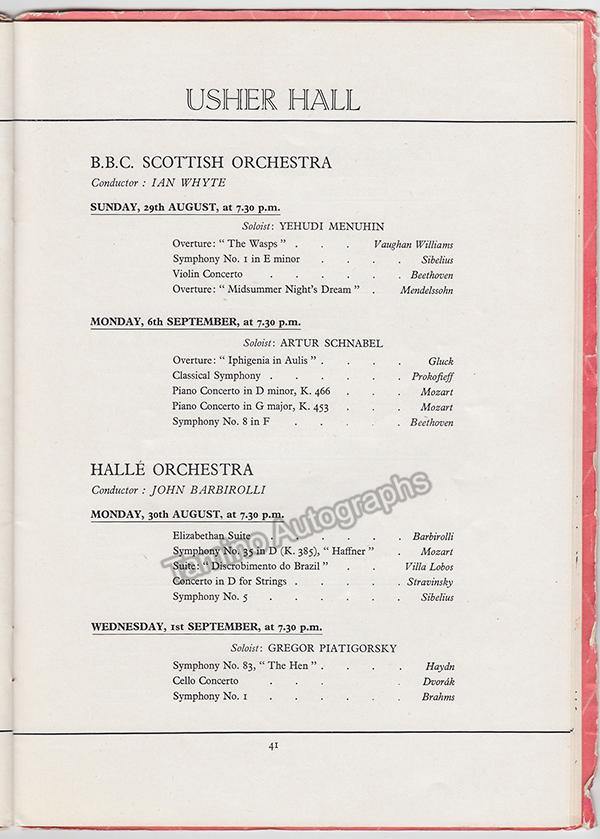 USHER HALL
B.B.C. SCOTTISH ORCHESTRA
Conductor : IAN WHYTE
SUNDAY, 29th AUGUST, at 7.30 p.m.
Soloist: YEHUDI MENUHIN
Overture: “ The Wasps ” . . . Vaughan Williams
Symphony No. 1 in E minor . . . . Sibelius
Violin Concerto . . . . . . Beethoven
Overture: “ Midsummer Night's Dream ” . Mendelssohn
MONDAY, 6th SEPTEMBER, at 7.30 p.m.
Soloist: ARTUR SCHNABEL
Overture: “ Iphigenia in Aulis ” . . . . Gluck
Classical Symphony . . . . . . Prokofieff
Piano Concerto in D minor, K. 466 . . . Mozart
Piano Concerto in G major, K. 453 . . . Mozart
Symphony No. 8 in F . . . . . Beethoven
HALLÉ ORCHESTRA
Conductor : JOHN BARBIROLLI
MONDAY, 30th AUGUST, at 7.30 p.m.
Elizabethan Suite . . . . . . Barbirolli
Symphony No. 35 in D (K. 385), “ Haffner ” . Mozart
Suite: “ Discrobimento do Brazil ” . . Villa Lobos
Concerto in D for Strings . . . . . Stravinsky
Symphony No. 5 . . . . . . Sibelius
WEDNESDAY, 1st SEPTEMBER, at 7.30 p.m.
Soloist: GREGOR PIATIGORSKY
Symphony No. 83, “ The Hen ” . . . . Haydn
Cello Concerto . . . . Dvorák
Symphony No. 1 . . . . . . Brahms
41
Tamino Autographs